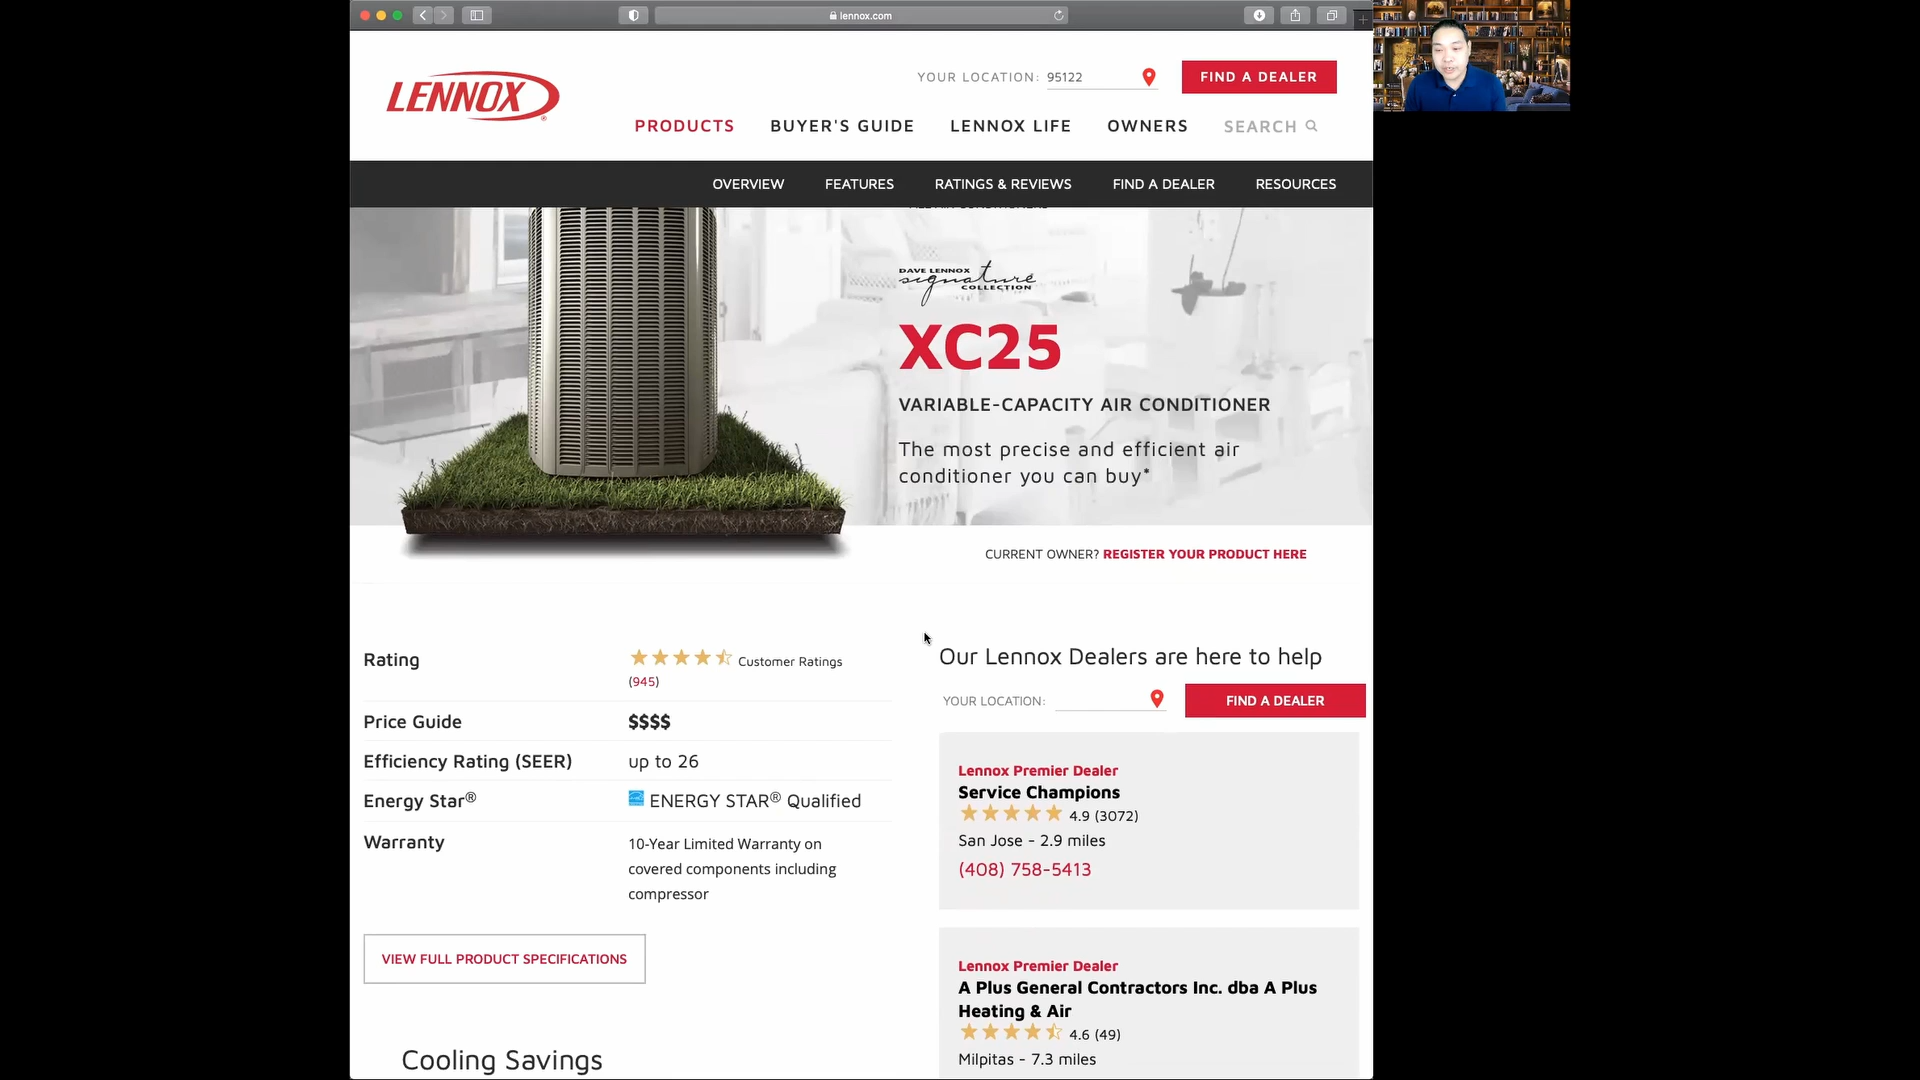 lennox.com
LENNOX
YOUR LOCATION: 95122
FIND A DEALER
PRODUCTS
BUYER'S GUIDE
LENNOX LIFE
OWNERS
SEARCH
OVERVIEW
FEATURES
RATINGS & REVIEWS
FIND A DEALER
RESOURCES
DAVE LENNOX
signature
COLLECTION
XC25
VARIABLE-CAPACITY AIR CONDITIONER
The most precise and efficient air
conditioner you can buy*
CURRENT OWNER? REGISTER YOUR PRODUCT HERE
Rating
Customer Ratings
(945)
Price Guide
$$$$
Efficiency Rating (SEER)
up to 26
Energy Star®
ENERGY STAR® Qualified
Warranty
10-Year Limited Warranty on
covered components including
compressor
VIEW FULL PRODUCT SPECIFICATIONS
Cooling Savings
Our Lennox Dealers are here to help
YOUR LOCATION:
FIND A DEALER
Lennox Premier Dealer
Service Champions
4.9 (3072)
San Jose - 2.9 miles
(408) 758-5413
Lennox Premier Dealer
A Plus General Contractors Inc. dba A Plus
Heating & Air
4.6 (49)
Milpitas - 7.3 miles